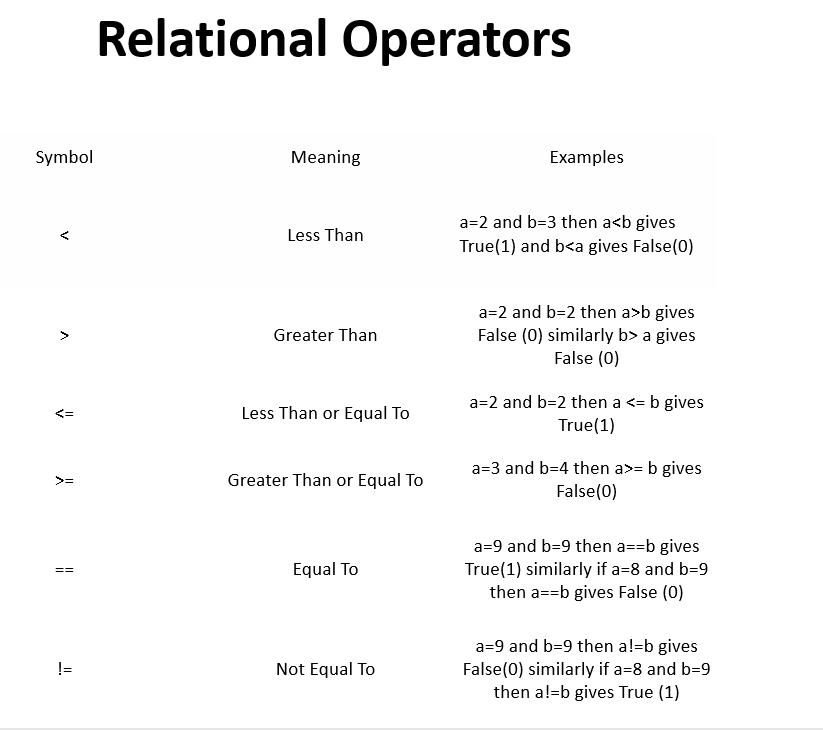 Relational Operators
Symbol Meaning Examples
< Less Than a=2 and b=3 then a<b gives
True(1) and b<a gives False(0)
a=2 and b=2 then a>b gives
> Greater Than False (0) similarly b> a gives
False (0)
<= Less Than or Equal To a=2 and b=2 then a <= b gives
True(1)
>= Greater Than or Equal To a=3 and b=4 then a>= b gives
False(0)
a=9 and b=9 then a==b gives
== Equal To True(1) similarly if a=8 and b=9
then a==b gives False (0)
a=9 and b=9 then a!=b gives
!= Not Equal To False(0) similarly if a=8 and b=9
then a!=b gives True (1)